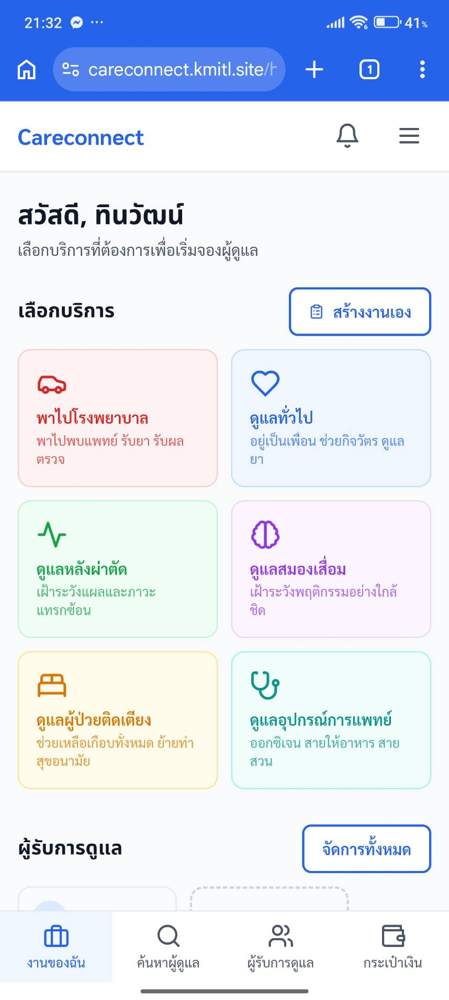 21:32
41%
careconnect.kmitl.site/h
1
Careconnect
สวัสดี, ทินวัฒน์
เลือกบริการที่ต้องการเพื่อเริ่มจองผู้ดูแล
เลือกบริการ
สร้างงานเอง
พาไปโรงพยาบาล
พาไปพบแพทย์ รับยา รับผล
ตรวจ
ดูแลทั่วไป
อยู่เป็นเพื่อน ช่วยกิจวัตร ดูแล
ยา
ดูแลหลังผ่าตัด
เฝ้าระวังแผลและภาวะ
แทรกซ้อน
ดูแลสมองเสื่อม
เฝ้าระวังพฤติกรรมอย่างใกล้
ชิด
ดูแลผู้ป่วยติดเตียง
ช่วยเหลือเกือบทั้งหมด ย้ายท่า
สุขอนามัย
ดูแลอุปกรณ์การแพทย์
ออกซิเจน สายให้อาหาร สาย
สวน
ผู้รับการดูแล
จัดการทั้งหมด
งานของฉัน
ค้นหาผู้ดูแล
ผู้รับการดูแล
กระเป๋าเงิน